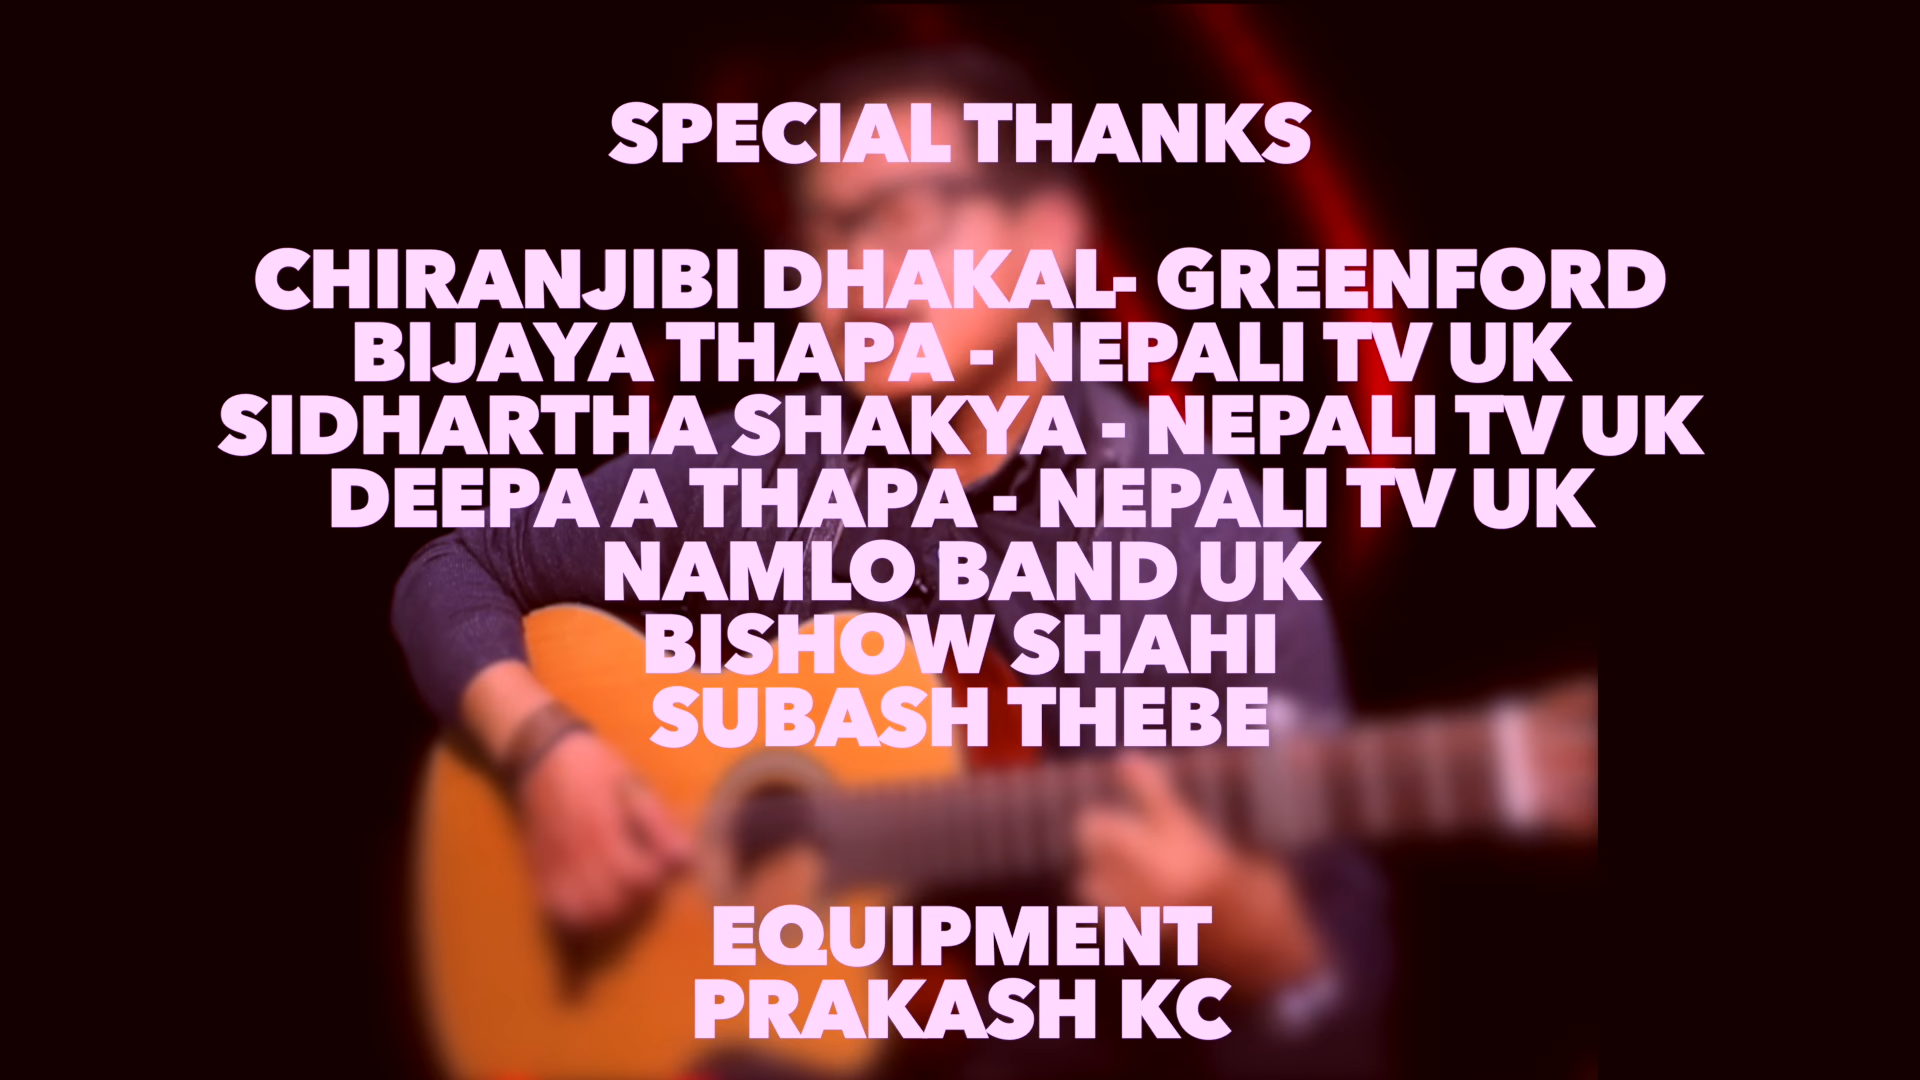 SPECIAL THANKS
CHIRANJIBI DHAKAL- GREENFORD
BIJAYA THAPA - NEPALI TV UK
SIDHARTHA SHAKYA - NEPALI TV UK
DEEPA A THAPA - NEPALI TV UK
NAMLO BAND UK
BISHOW SHAHI
SUBASH THEBE
EQUIPMENT
PRAKASH KC